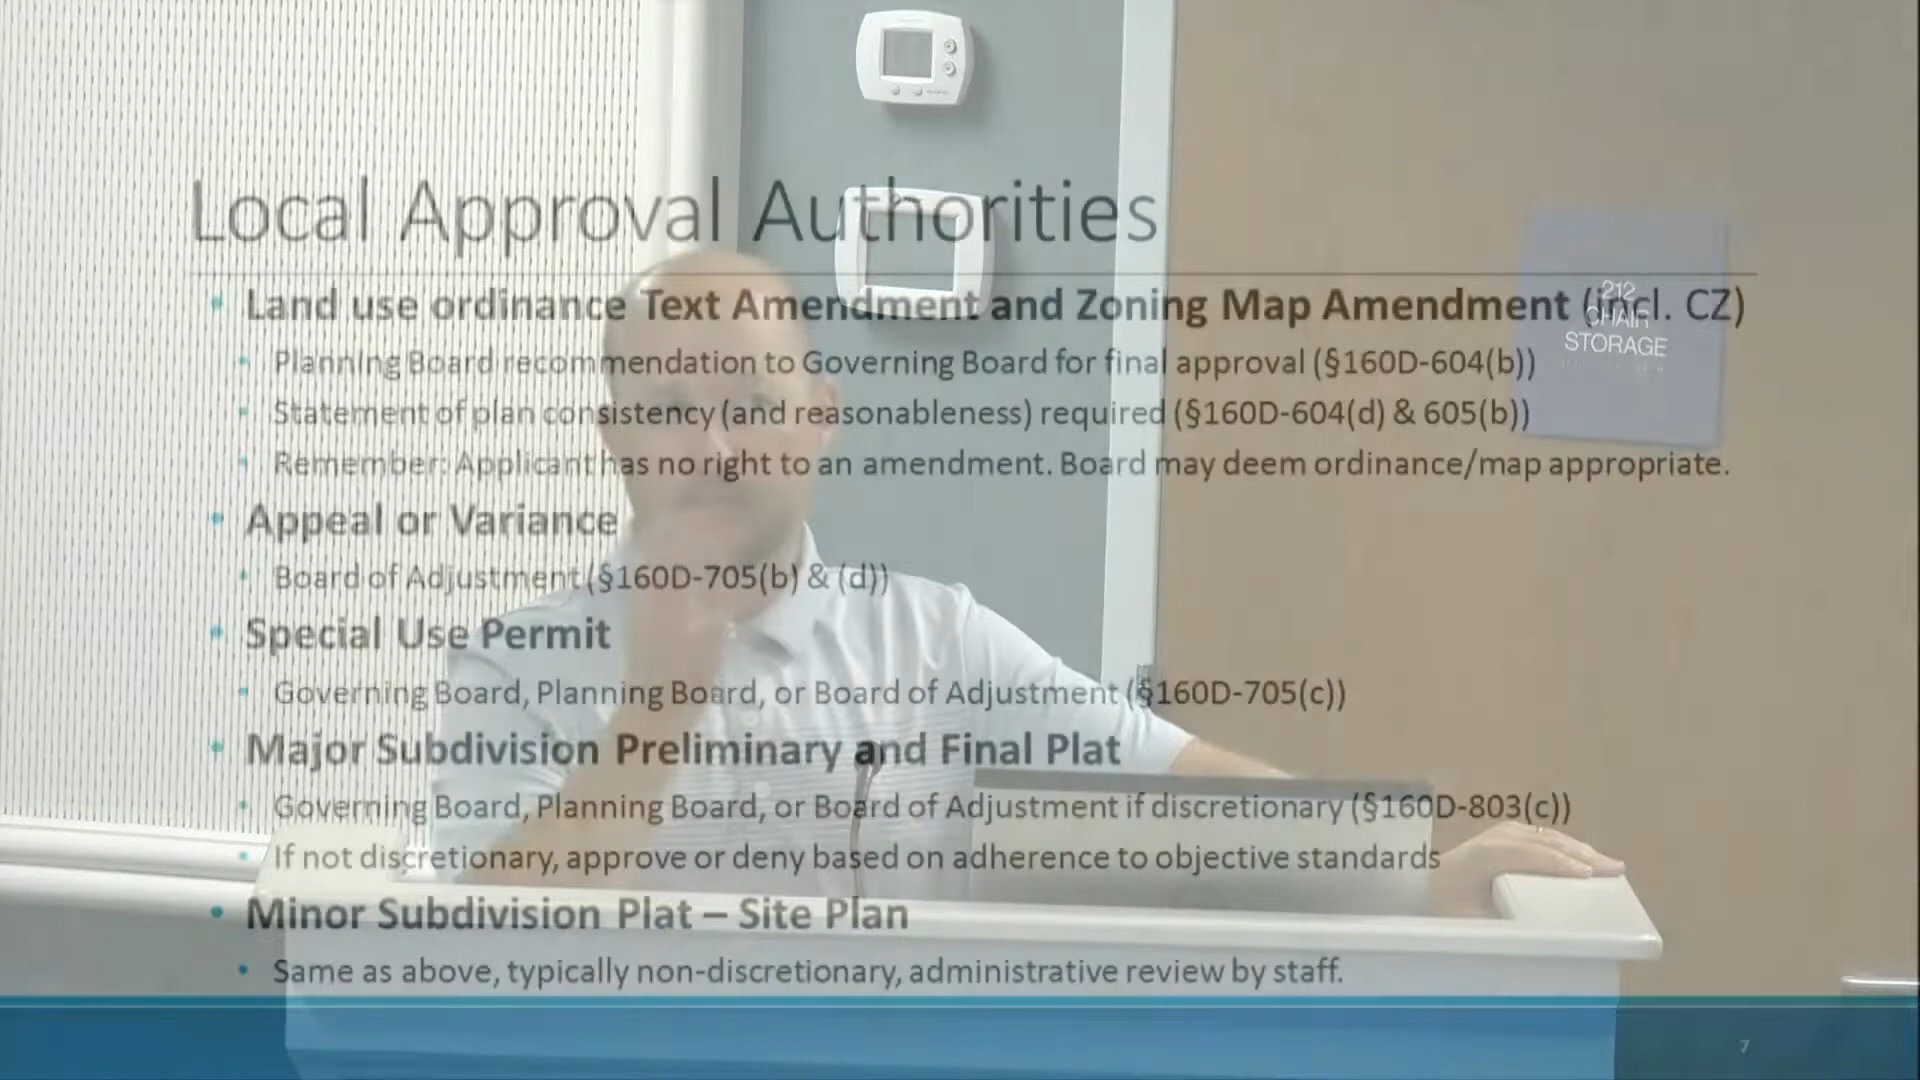 Local Approval Authorities
• Land use ordinance Text Amendment and Zoning Map Amendment (incl. CZ)
• Planning Board recommendation to Governing Board for final approval (§160D-604(b))
• Statement of plan consistency (and reasonableness) required (§160D-604(d) & 605(b))
• Remember: Applicant has no right to an amendment. Board may deem ordinance/map appropriate.
• Appeal or Variance
• Board of Adjustment (§160D-705(b) & (d))
• Special Use Permit
• Governing Board, Planning Board, or Board of Adjustment (§160D-705(c))
• Major Subdivision Preliminary and Final Plat
• Governing Board, Planning Board, or Board of Adjustment if discretionary (§160D-803(c))
• If not discretionary, approve or deny based on adherence to objective standards
• Minor Subdivision Plat – Site Plan
• Same as above, typically non-discretionary, administrative review by staff.
7
212
CHAIR
STORAGE